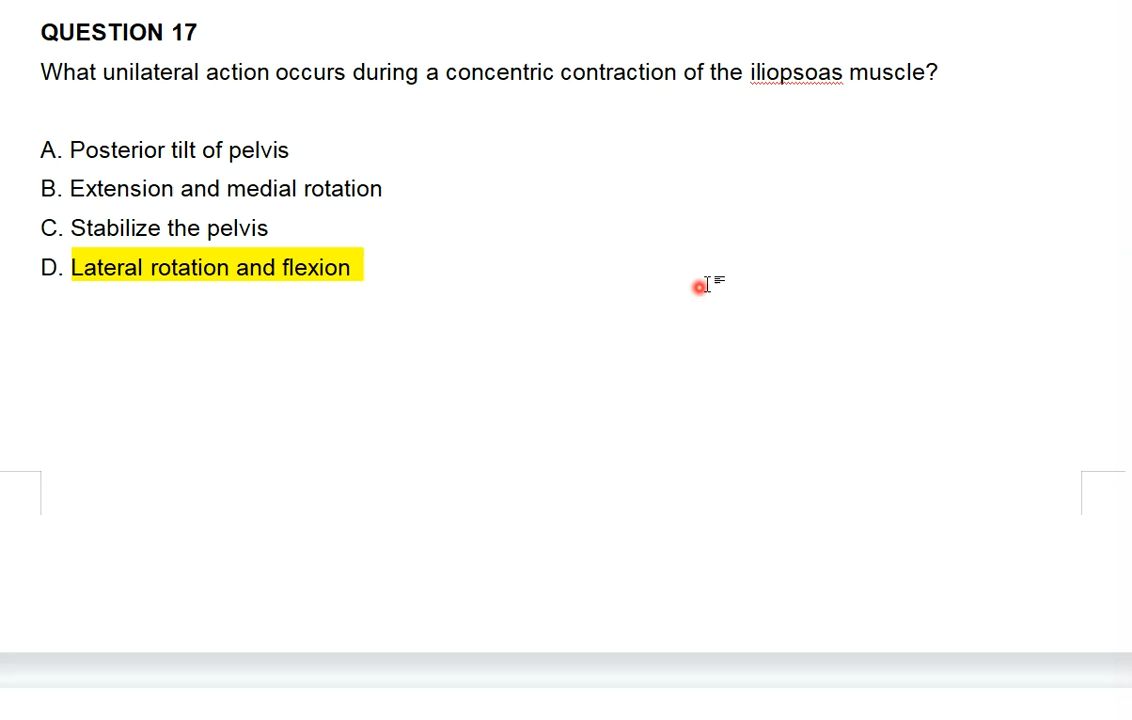 QUESTION 17
What unilateral action occurs during a concentric contraction of the iliopsoas muscle?
A. Posterior tilt of pelvis
B. Extension and medial rotation
C. Stabilize the pelvis
D. Lateral rotation and flexion